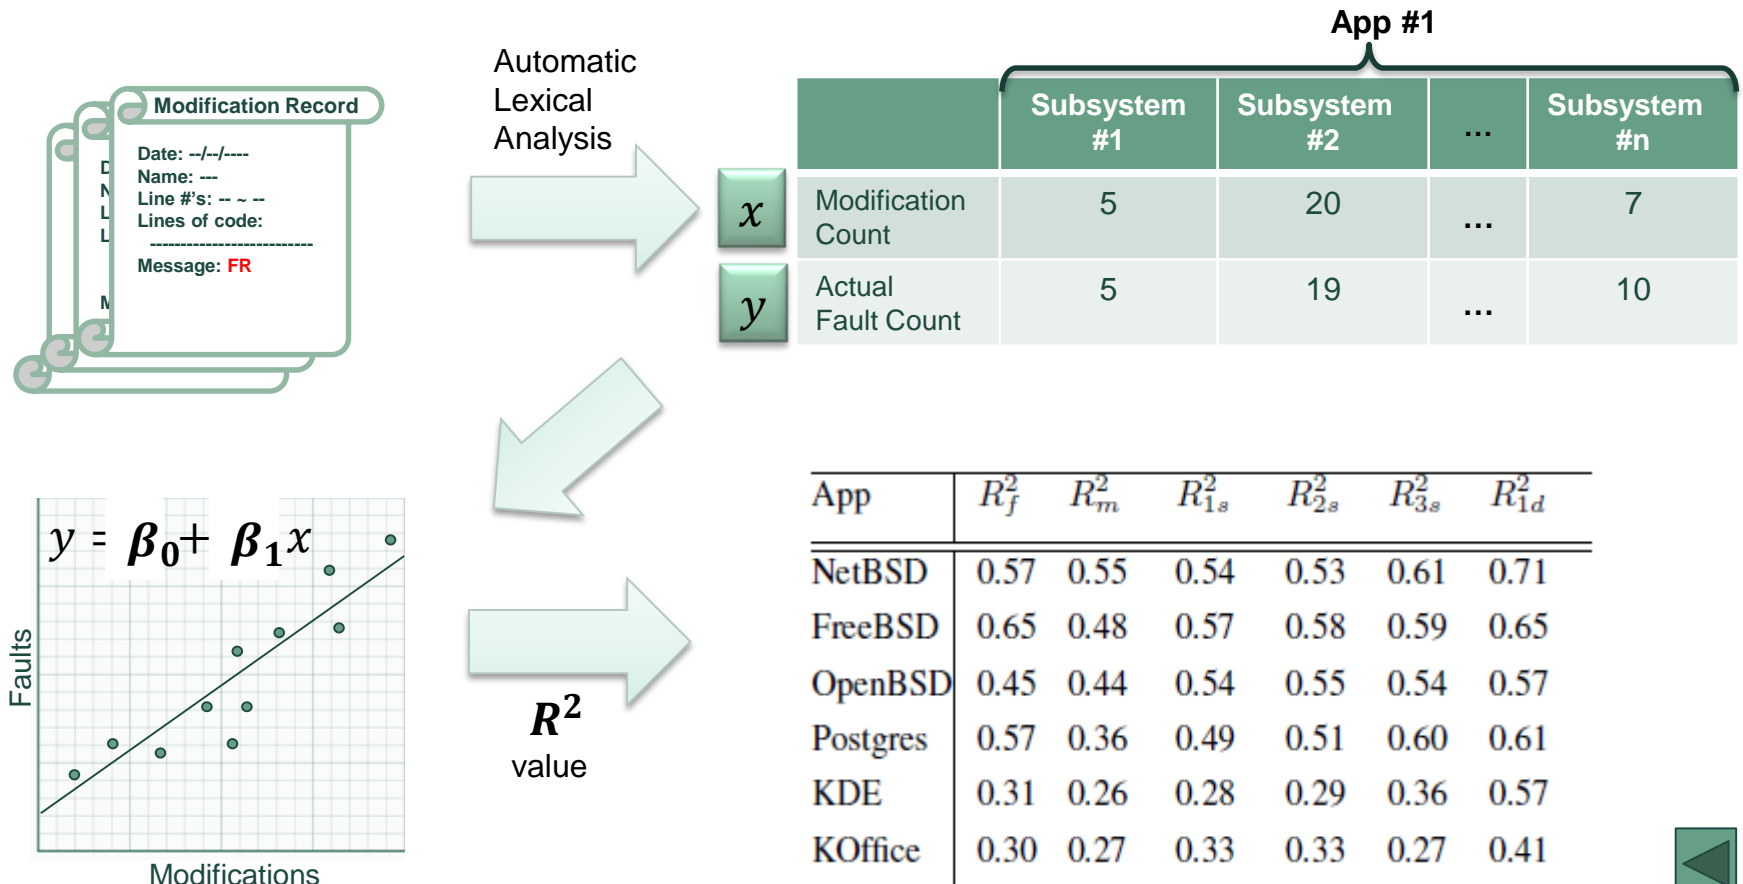 App #1
Automatic
Lexical
Analysis
Modification Record
Date: --/--/----
Name: ---
Line #'s: -- ~ --
Lines of code:
---------------------------
Message: FR
D
N
L
L
M
Subsystem #1 Subsystem #2 ... Subsystem #n
x Modification Count 5 20 ... 7
y Actual Fault Count 5 19 ... 10
y = β₀+ β₁x
Faults
Modifications
R²
value
App R²_f R²_m R²_1s R²_2s R²_3s R²_1d
NetBSD 0.57 0.55 0.54 0.53 0.61 0.71
FreeBSD 0.65 0.48 0.57 0.58 0.59 0.65
OpenBSD 0.45 0.44 0.54 0.55 0.54 0.57
Postgres 0.57 0.36 0.49 0.51 0.60 0.61
KDE 0.31 0.26 0.28 0.29 0.36 0.57
KOffice 0.30 0.27 0.33 0.33 0.27 0.41